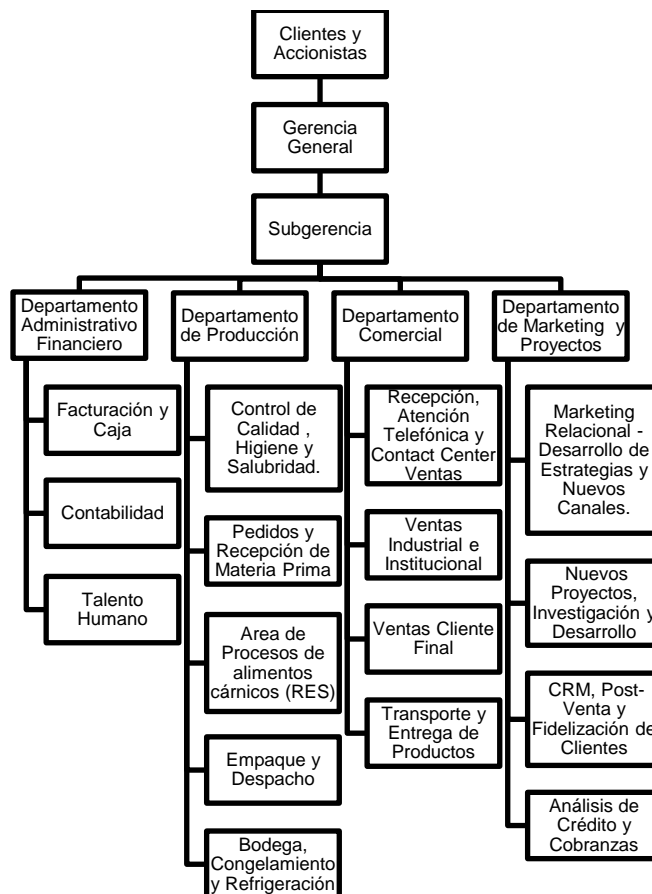 Clientes y
Accionistas
Gerencia
General
Subgerencia
Departamento
Administrativo
Financiero
Facturación y
Caja
Contabilidad
Talento
Humano
Departamento
de Producción
Control de
Calidad ,
Higiene y
Salubridad.
Pedidos y
Recepción de
Materia Prima
Area de
Procesos de
alimentos
cárnicos (RES)
Empaque y
Despacho
Bodega,
Congelamiento
y Refrigeración
Departamento
Comercial
Recepción,
Atención
Telefónica y
Contact Center
Ventas
Ventas
Industrial e
Institucional
Ventas Cliente
Final
Transporte y
Entrega de
Productos
Departamento
de Marketing y
Proyectos
Marketing
Relacional -
Desarrollo de
Estrategias y
Nuevos
Canales.
Nuevos
Proyectos,
Investigación y
Desarrollo
CRM, Post-
Venta y
Fidelización de
Clientes
Análisis de
Crédito y
Cobranzas